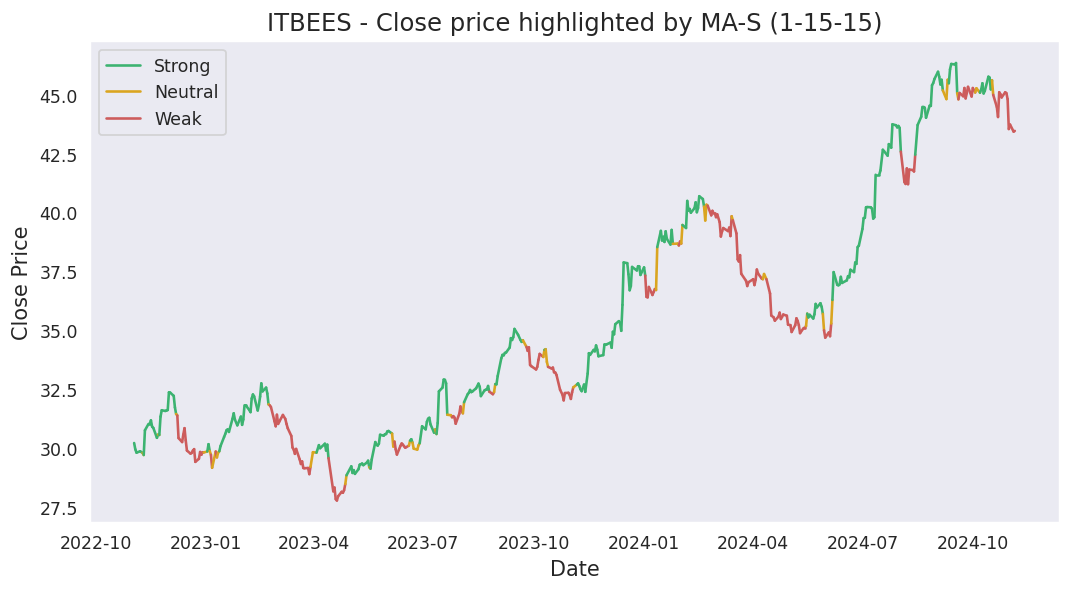 ITBEES - Close price highlighted by MA-S (1-15-15)
Strong
Neutral
Weak
Close Price
45.0
42.5
40.0
37.5
35.0
32.5
30.0
27.5
2022-10 2023-01 2023-04 2023-07 2023-10 2024-01 2024-04 2024-07 2024-10
Date